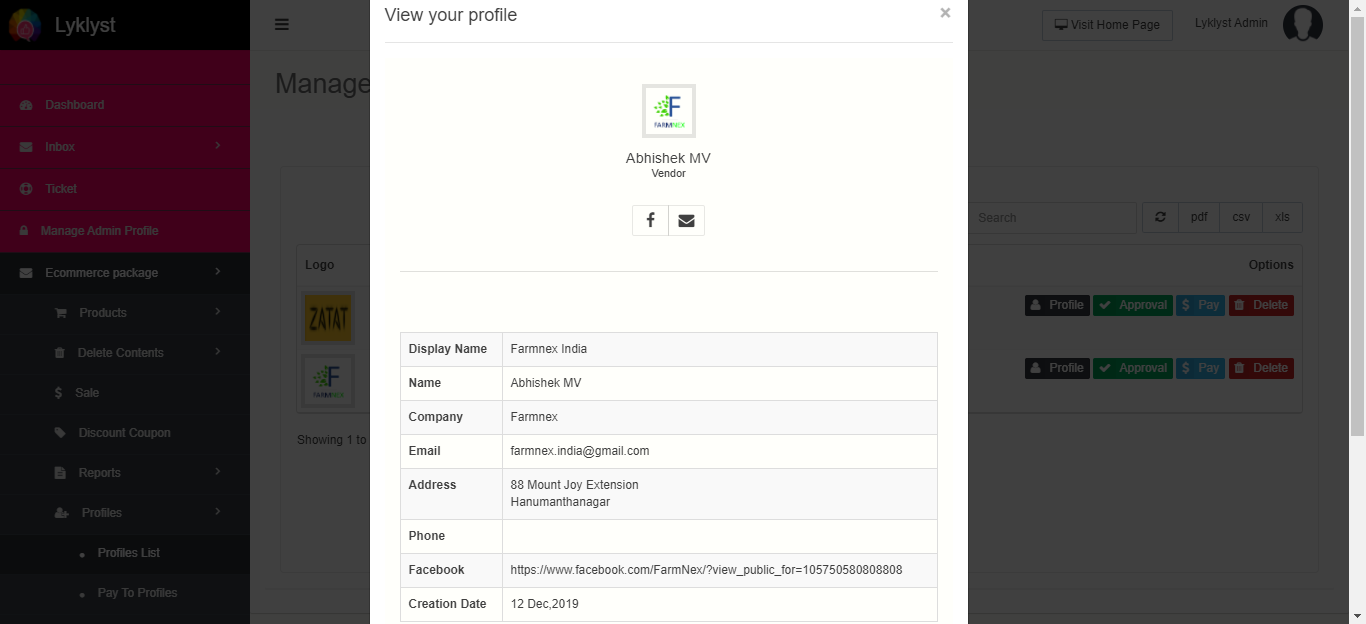 Lyklyst
Dashboard
Inbox
Ticket
Manage Admin Profile
Ecommerce package
Products
Delete Contents
Sale
Discount Coupon
Reports
Profiles
Profiles List
Pay To Profiles
Manage
View your profile
×
FARMNEX
Abhishek MV
Vendor
Display Name Farmnex India
Name Abhishek MV
Company Farmnex
Email farmnex.india@gmail.com
Address 88 Mount Joy Extension
Hanumanthanagar
Phone
Facebook https://www.facebook.com/FarmNex/?view_public_for=105750580808808
Creation Date 12 Dec,2019
Visit Home Page Lyklyst Admin
Search pdf csv xls
Logo Options
ZATAT Profile Approval $ Pay Delete
FARMNEX Profile Approval $ Pay Delete
Showing 1 to